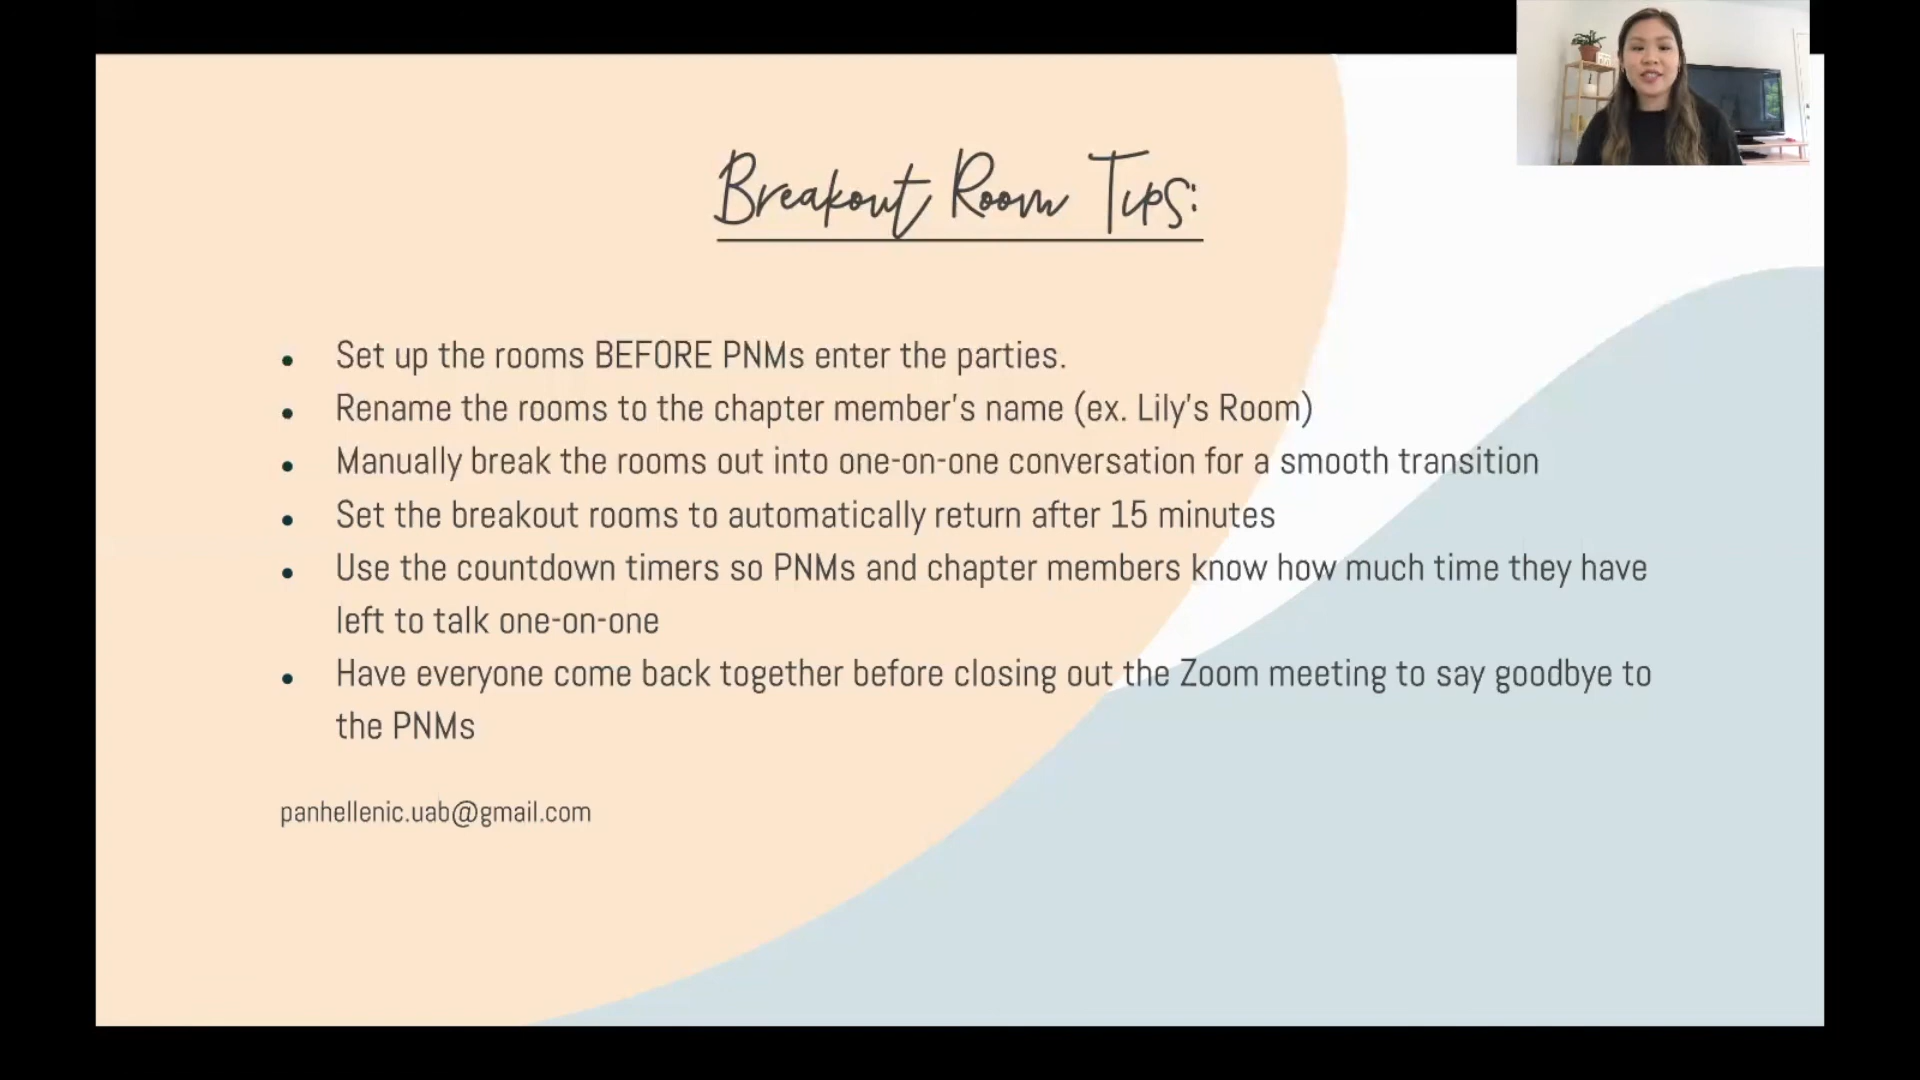 Breakout Room Tips:
• Set up the rooms BEFORE PNMs enter the parties.
• Rename the rooms to the chapter member's name (ex. Lily's Room)
• Manually break the rooms out into one-on-one conversation for a smooth transition
• Set the breakout rooms to automatically return after 15 minutes
• Use the countdown timers so PNMs and chapter members know how much time they have
left to talk one-on-one
• Have everyone come back together before closing out the Zoom meeting to say goodbye to
the PNMs
panhellenic.uab@gmail.com